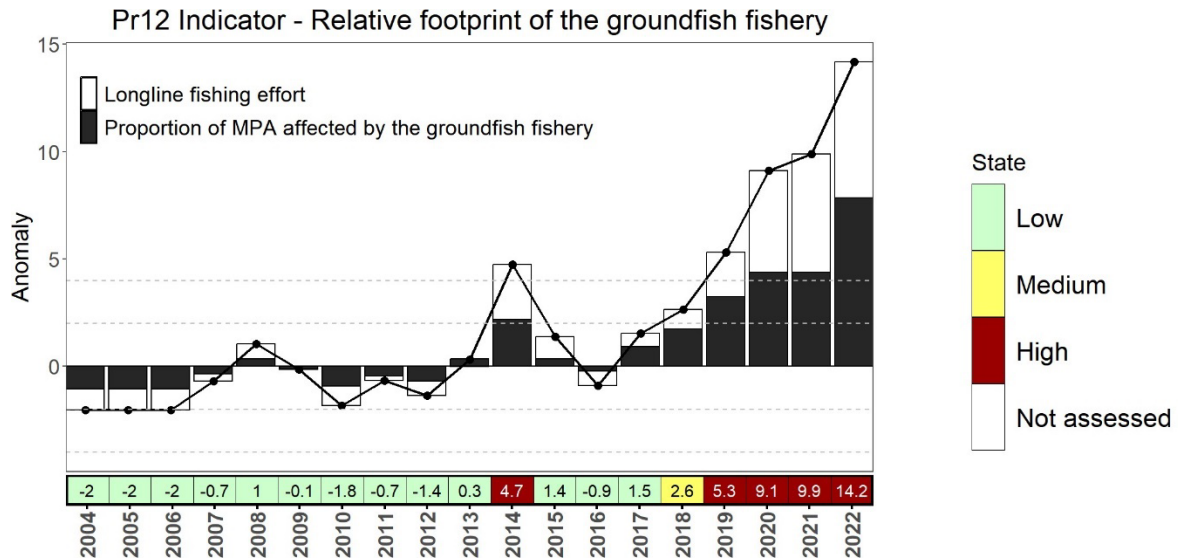 Pr12 Indicator - Relative footprint of the groundfish fishery
15
10
5
0
Anomaly
Longline fishing effort
Proportion of MPA affected by the groundfish fishery
-2 -2 -2 -0.7 1 -0.1 -1.8 -0.7 -1.4 0.3 4.7 1.4 -0.9 1.5 2.6 5.3 9.1 9.9 14.2
2004 2005 2006 2007 2008 2009 2010 2011 2012 2013 2014 2015 2016 2017 2018 2019 2020 2021 2022
State
Low
Medium
High
Not assessed